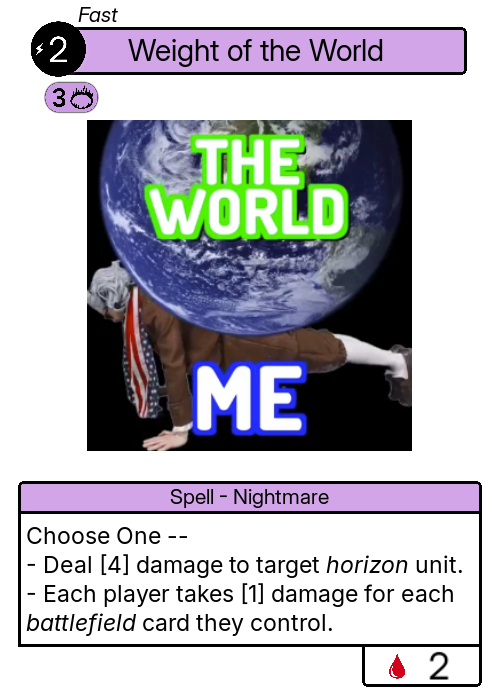 Fast
2 Weight of the World
3
THE
WORLD
ME
Spell - Nightmare
Choose One --
- Deal [4] damage to target horizon unit.
- Each player takes [1] damage for each
battlefield card they control.
2